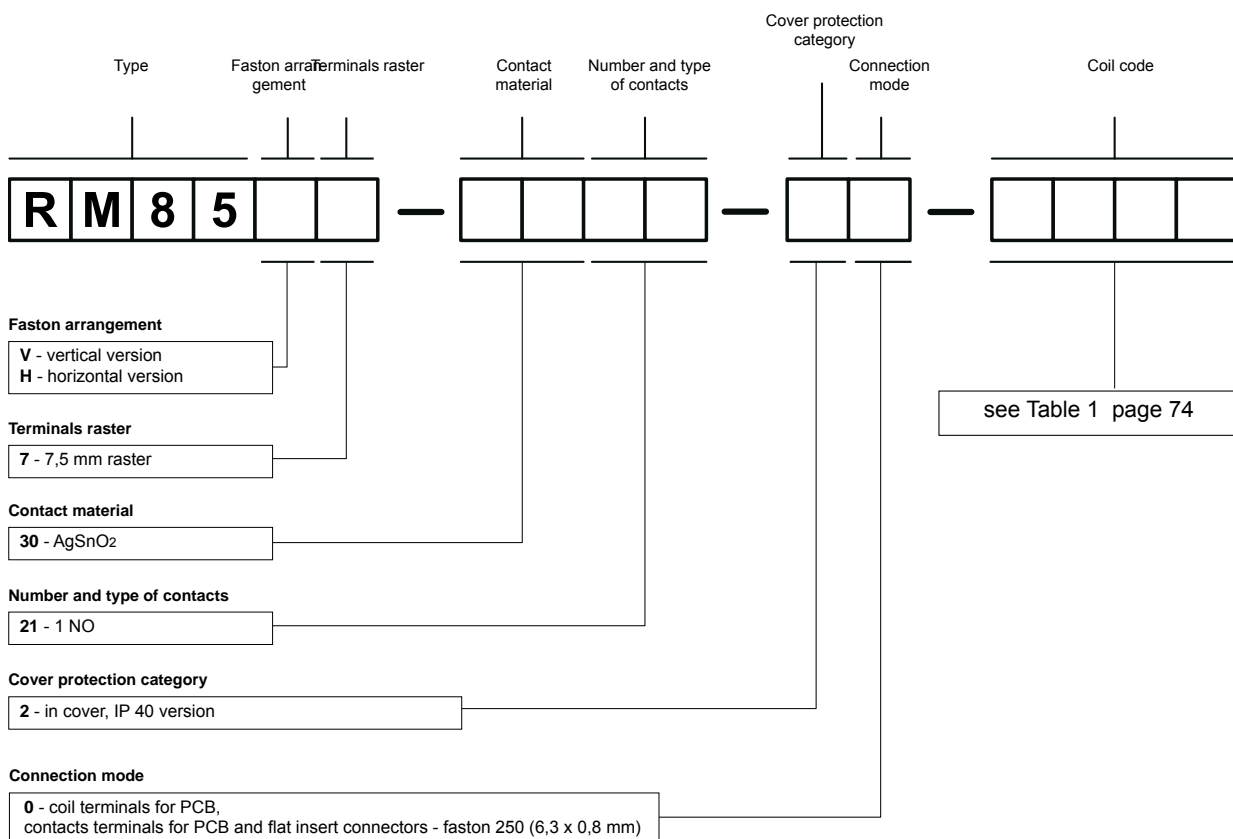 Cover protection
category
Type
Faston arran-
gement
Terminals raster
Contact
material
Number and type
of contacts
Connection
mode
Coil code
R M 8 5 — — —
Faston arrangement
V - vertical version
H - horizontal version
see Table 1 page 74
Terminals raster
7 - 7,5 mm raster
Contact material
30 - AgSnO2
Number and type of contacts
21 - 1 NO
Cover protection category
2 - in cover, IP 40 version
Connection mode
0 - coil terminals for PCB,
contacts terminals for PCB and flat insert connectors - faston 250 (6,3 x 0,8 mm)